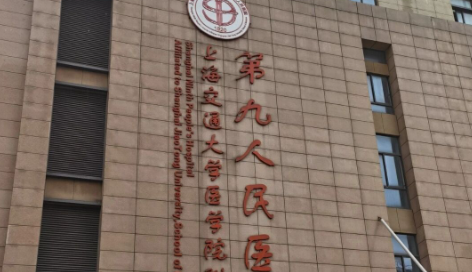 第九人民医
上海交通大学医学院
Shanghai Ninth People's Hospital
Affiliated to Shanghai JiaoTong University, School of